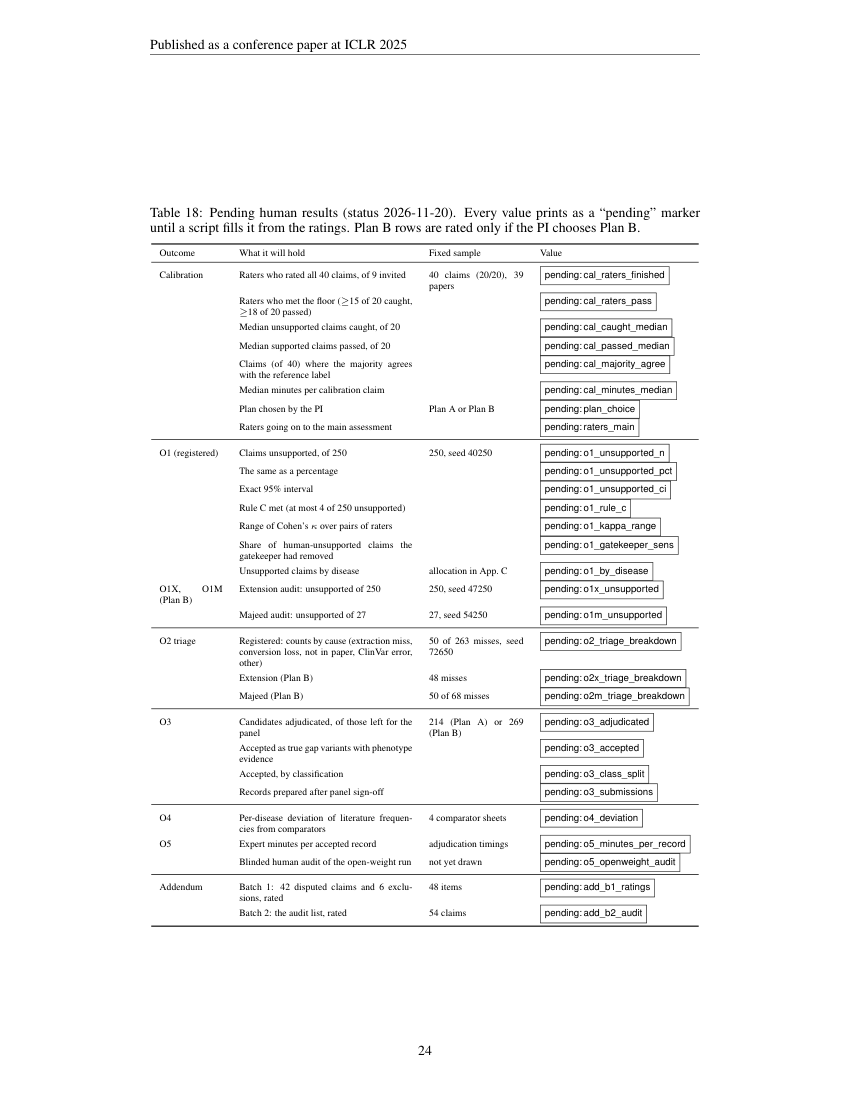 Published as a conference paper at ICLR 2025
Table 18: Pending human results (status 2026-11-20). Every value prints as a “pending” marker
until a script fills it from the ratings. Plan B rows are rated only if the PI chooses Plan B.
Outcome What it will hold Fixed sample Value
Calibration Raters who rated all 40 claims, of 9 invited 40 claims (20/20), 39 pending:cal_raters_finished
papers
Raters who met the floor (≥15 of 20 caught, pending:cal_raters_pass
≥18 of 20 passed)
Median unsupported claims caught, of 20 pending:cal_caught_median
Median supported claims passed, of 20 pending:cal_passed_median
Claims (of 40) where the majority agrees pending:cal_majority_agree
with the reference label
Median minutes per calibration claim pending:cal_minutes_median
Plan chosen by the PI Plan A or Plan B pending:plan_choice
Raters going on to the main assessment pending:raters_main
O1 (registered) Claims unsupported, of 250 250, seed 40250 pending:o1_unsupported_n
The same as a percentage pending:o1_unsupported_pct
Exact 95% interval pending:o1_unsupported_ci
Rule C met (at most 4 of 250 unsupported) pending:o1_rule_c
Range of Cohen’s κ over pairs of raters pending:o1_kappa_range
Share of human-unsupported claims the pending:o1_gatekeeper_sens
gatekeeper had removed
Unsupported claims by disease allocation in App. C pending:o1_by_disease
O1X, O1M Extension audit: unsupported of 250 250, seed 47250 pending:o1x_unsupported
(Plan B)
Majeed audit: unsupported of 27 27, seed 54250 pending:o1m_unsupported
O2 triage Registered: counts by cause (extraction miss, 50 of 263 misses, seed pending:o2_triage_breakdown
conversion loss, not in paper, ClinVar error, 72650
other)
Extension (Plan B) 48 misses pending:o2x_triage_breakdown
Majeed (Plan B) 50 of 68 misses pending:o2m_triage_breakdown
O3 Candidates adjudicated, of those left for the 214 (Plan A) or 269 pending:o3_adjudicated
panel (Plan B)
Accepted as true gap variants with phenotype pending:o3_accepted
evidence
Accepted, by classification pending:o3_class_split
Records prepared after panel sign-off pending:o3_submissions
O4 Per-disease deviation of literature frequen- 4 comparator sheets pending:o4_deviation
cies from comparators
O5 Expert minutes per accepted record adjudication timings pending:o5_minutes_per_record
Blinded human audit of the open-weight run not yet drawn pending:o5_openweight_audit
Addendum Batch 1: 42 disputed claims and 6 exclu- 48 items pending:add_b1_ratings
sions, rated
Batch 2: the audit list, rated 54 claims pending:add_b2_audit
24